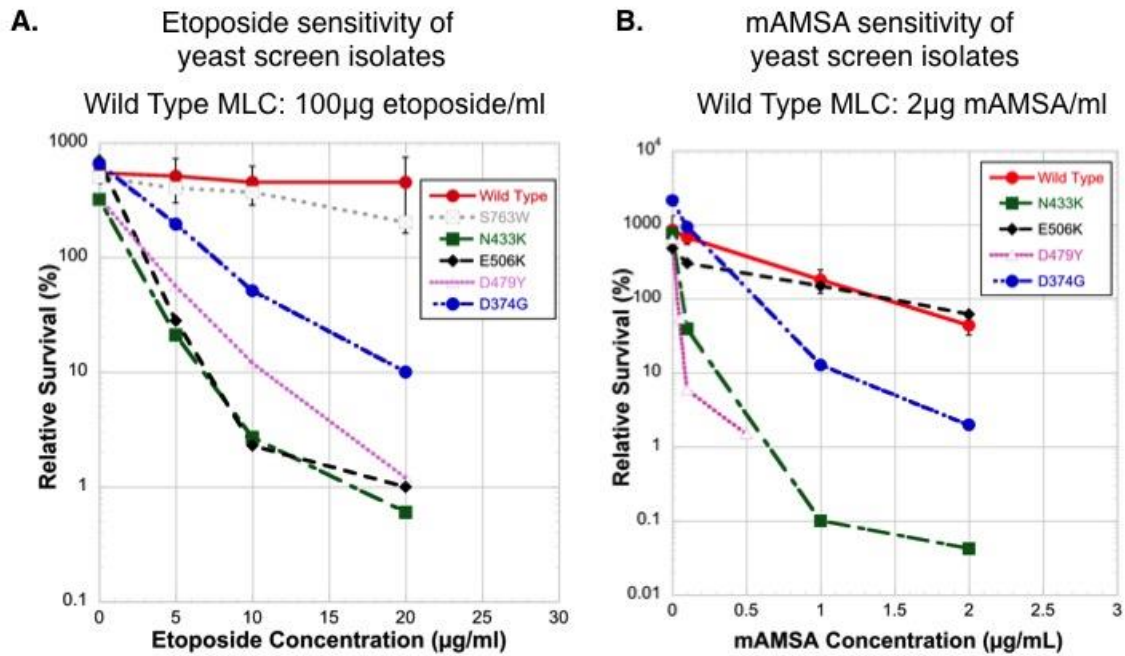 A.
Etoposide sensitivity of
yeast screen isolates
Wild Type MLC: 100µg etoposide/ml
1000
100
10
1
0.1
0
5
10
15
20
25
30
Relative Survival (%)
Etoposide Concentration (µg/ml)
Wild Type
S763W
N433K
E506K
D479Y
D374G
B.
mAMSA sensitivity of
yeast screen isolates
Wild Type MLC: 2µg mAMSA/ml
10⁴
1000
100
10
1
0.1
0.01
0
0.5
1
1.5
2
2.5
3
Relative Survival (%)
mAMSA Concentration (µg/mL)
Wild Type
N433K
E506K
D479Y
D374G